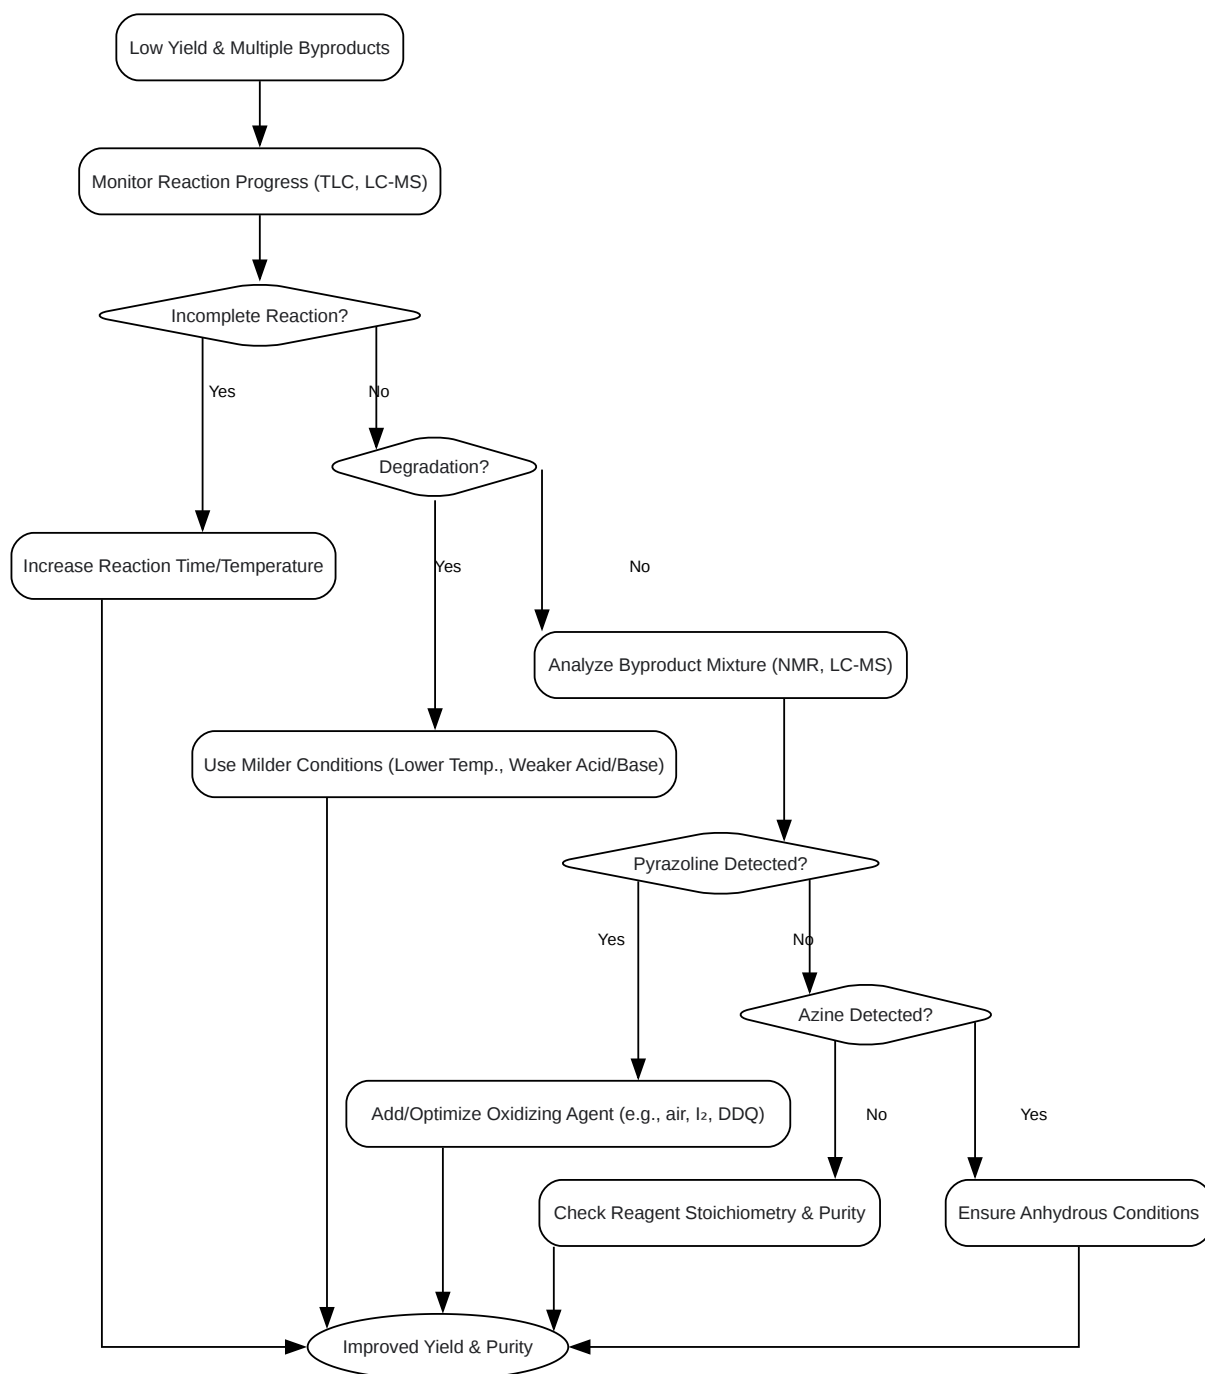 Low Yield & Multiple Byproducts
Monitor Reaction Progress (TLC, LC-MS)
Incomplete Reaction?
Yes
No
Degradation?
Increase Reaction Time/Temperature
Yes
No
Analyze Byproduct Mixture (NMR, LC-MS)
Use Milder Conditions (Lower Temp., Weaker Acid/Base)
Pyrazoline Detected?
Yes
No
Azine Detected?
Add/Optimize Oxidizing Agent (e.g., air, I₂, DDQ)
No
Yes
Check Reagent Stoichiometry & Purity
Ensure Anhydrous Conditions
Improved Yield & Purity